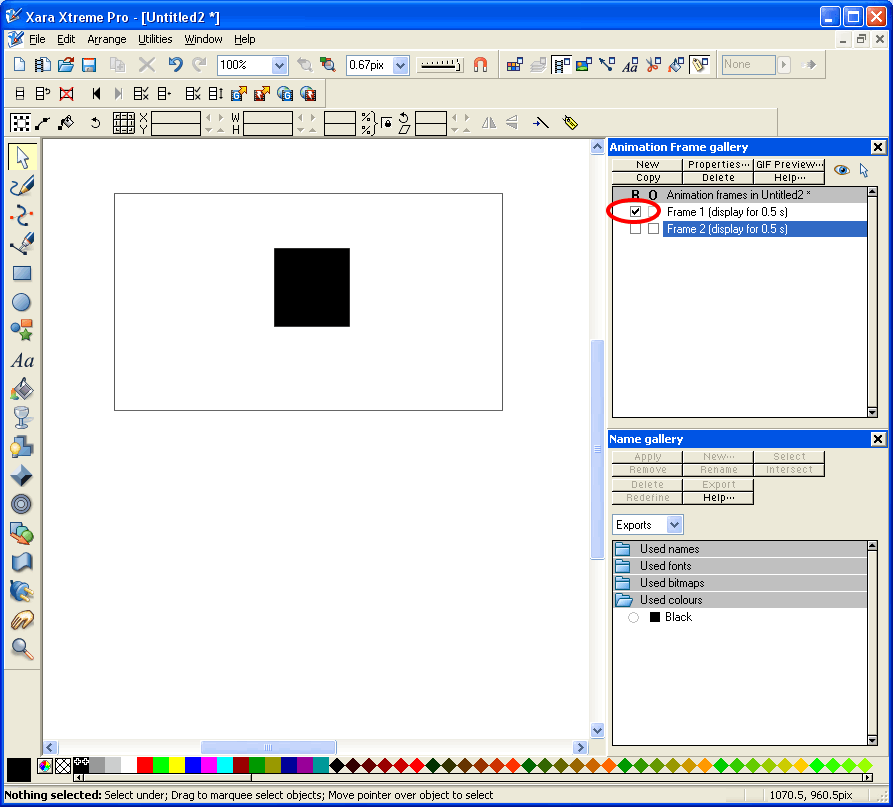 Xara Xtreme Pro - [Untitled2 *]
File Edit Arrange Utilities Window Help
100% 0.67pix None
X Y W H
Animation Frame gallery
New Properties... GIF Preview...
Copy Delete Help...
B O Animation frames in Untitled2 *
Frame 1 (display for 0.5 s)
Frame 2 (display for 0.5 s)
Aa
Name gallery
Apply New... Select
Remove Rename Intersect
Delete Export
Redefine Help...
Exports
Used names
Used fonts
Used bitmaps
Used colours
Black
Nothing selected: Select under; Drag to marquee select objects; Move pointer over object to select 1070.5, 960.5pix